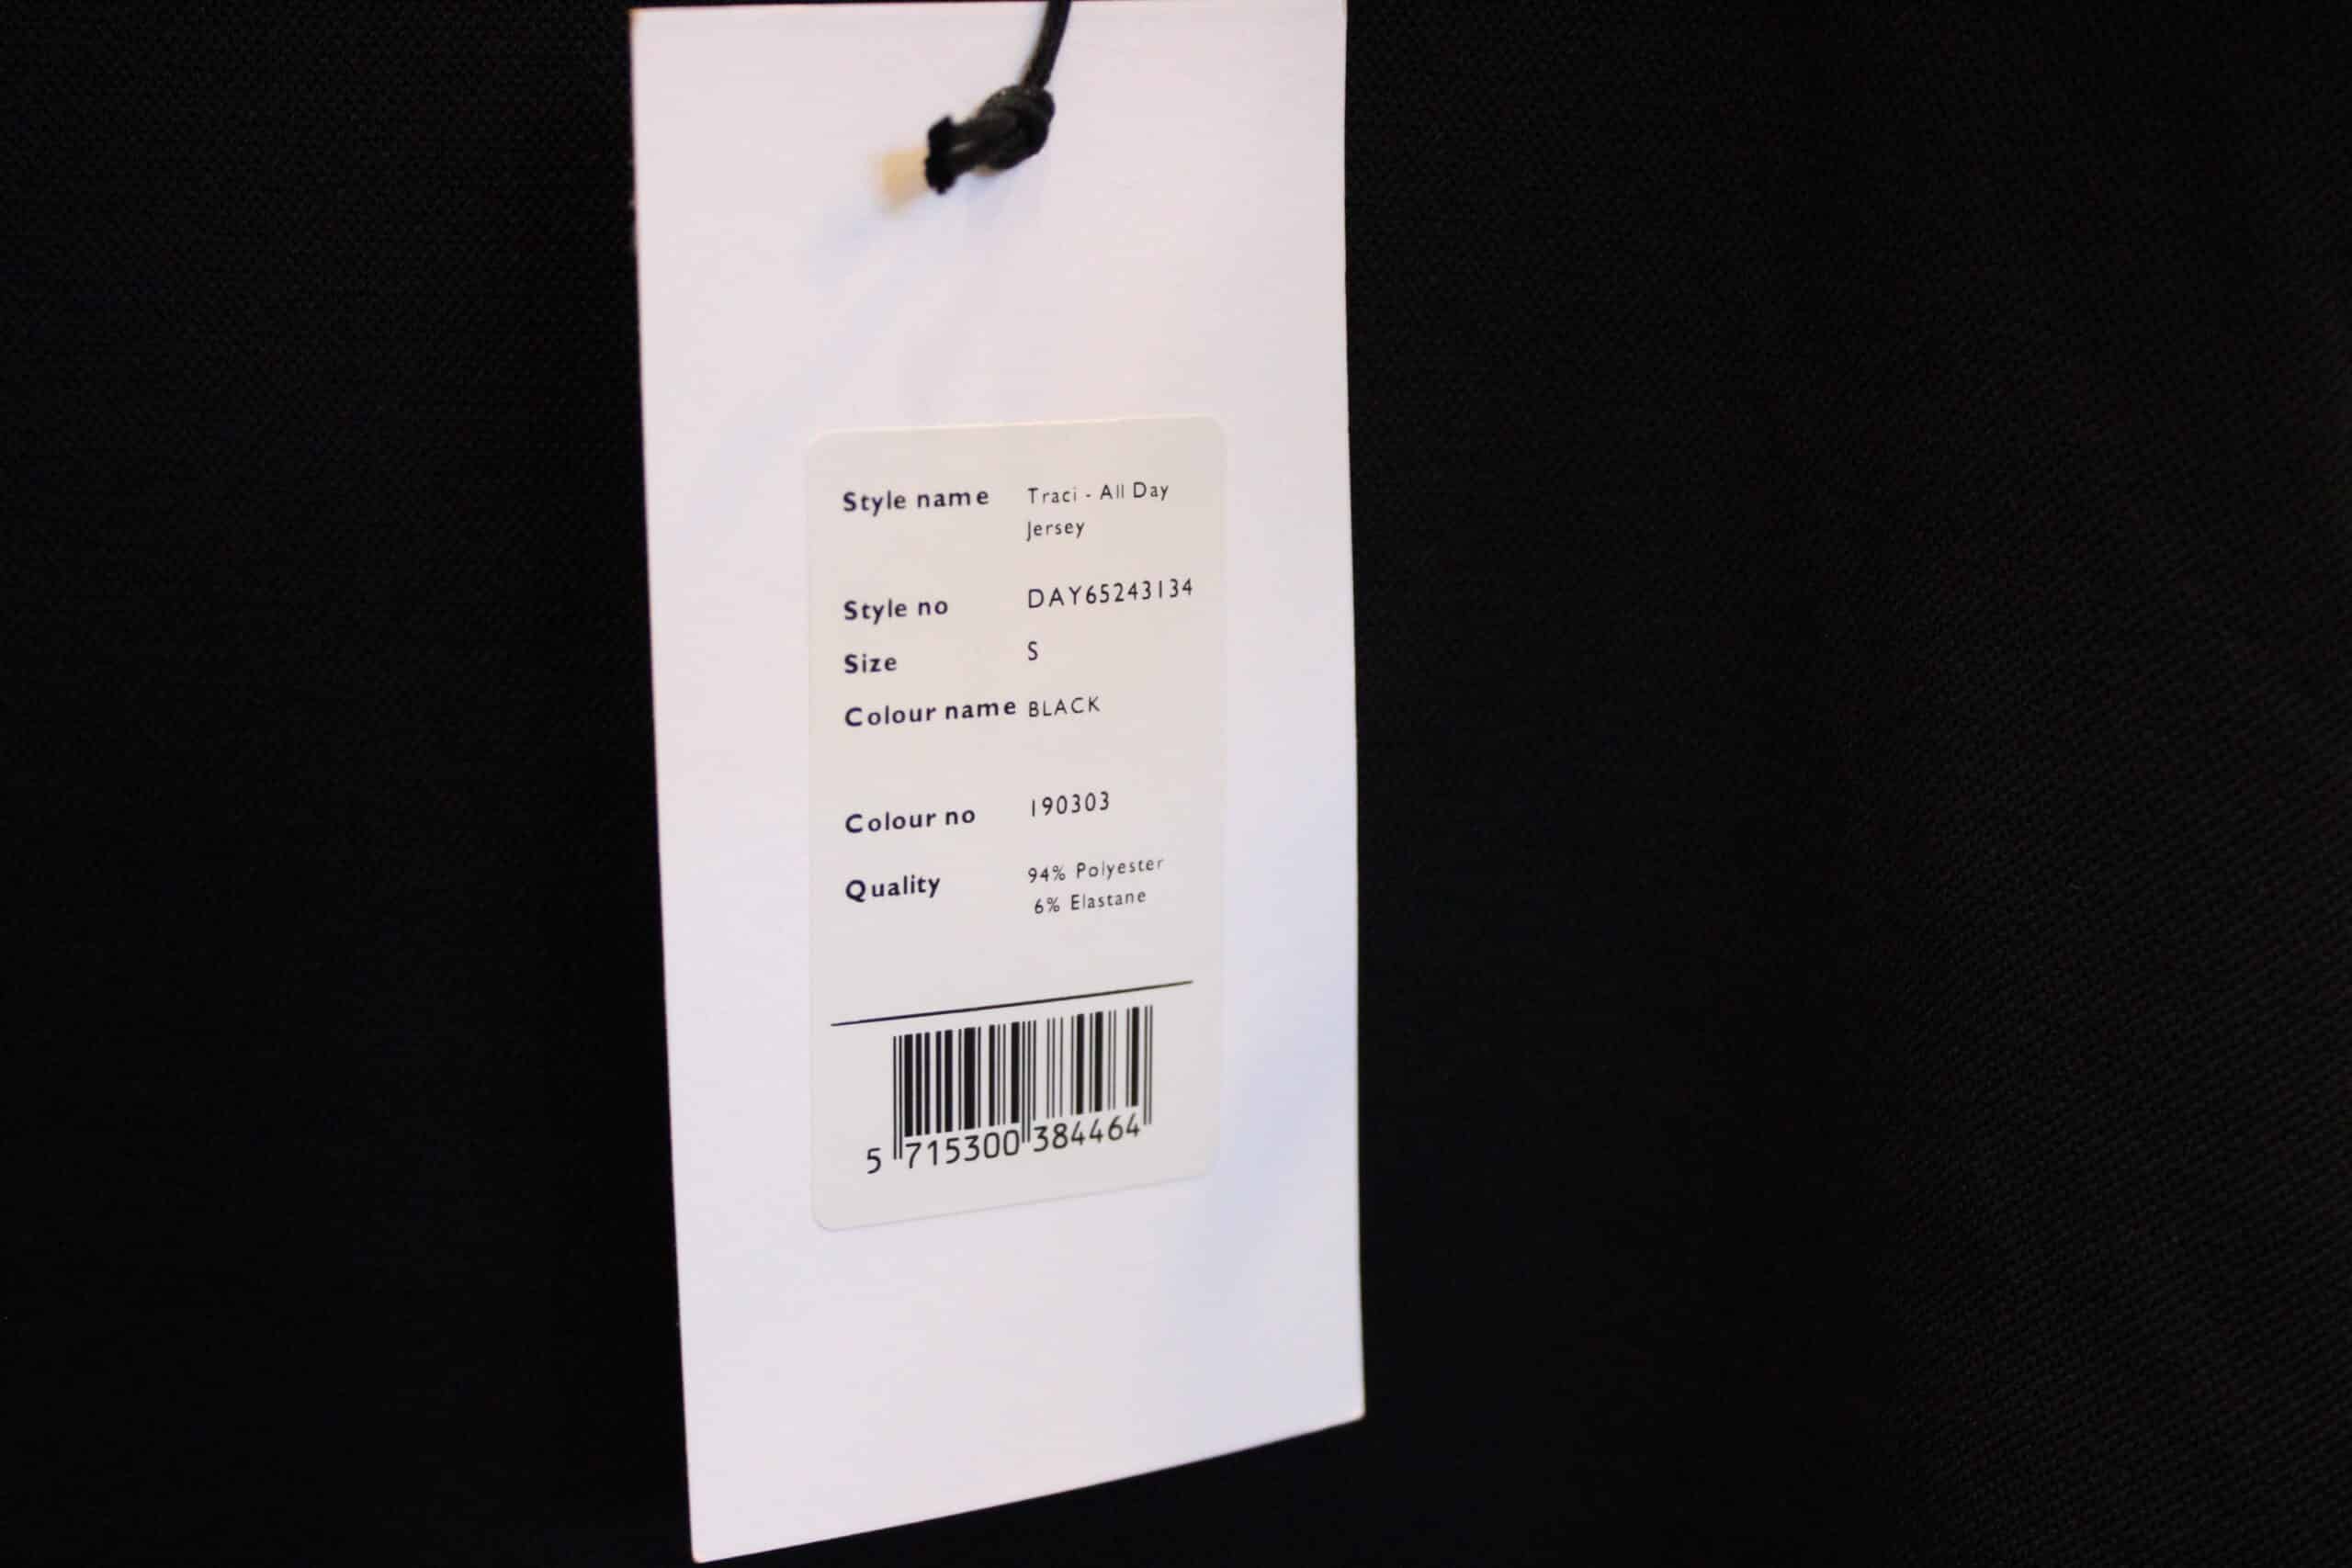 Style name Traci - All Day
Jersey
Style no DAY65243134
Size S
Colour name BLACK
Colour no 190303
Quality 94% Polyester
6% Elastane
5 715300 384464